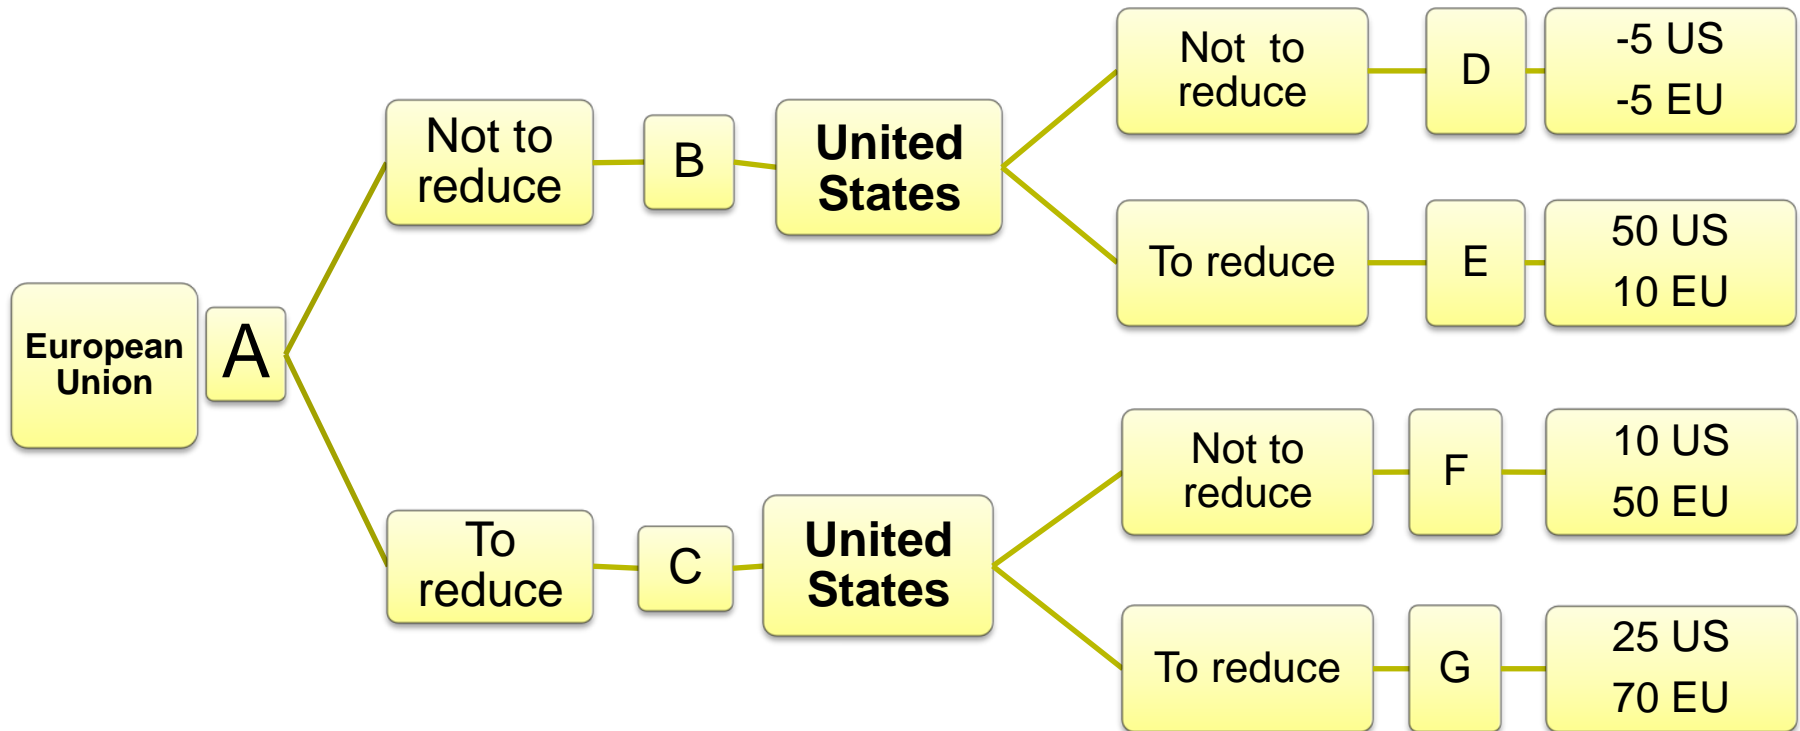 European
Union
A
Not to
reduce
B
United
States
Not to
reduce
D
-5 US
-5 EU
To reduce
E
50 US
10 EU
To
reduce
C
United
States
Not to
reduce
F
10 US
50 EU
To reduce
G
25 US
70 EU